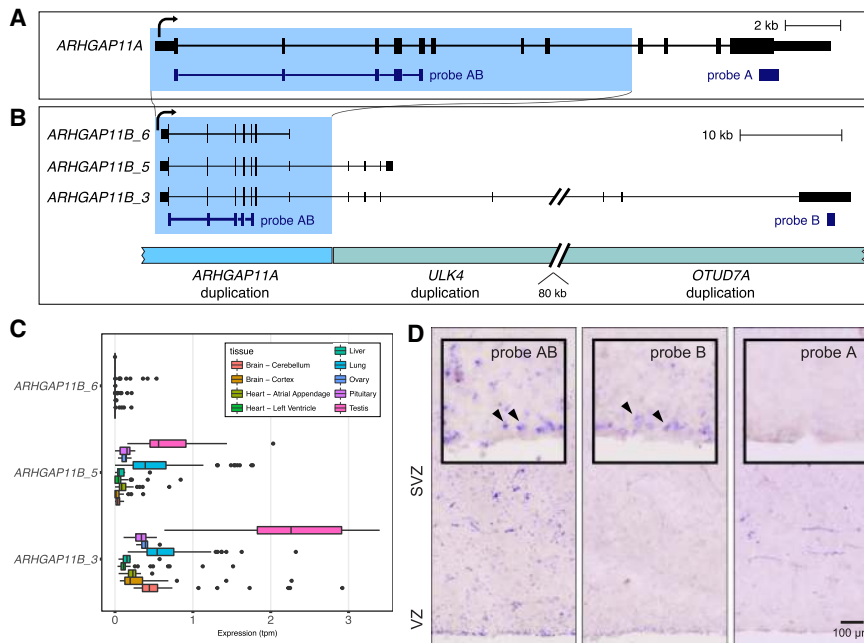 A
2 kb
ARHGAP11A
probe AB
probe A
B
ARHGAP11B_6
10 kb
ARHGAP11B_5
ARHGAP11B_3
probe AB
probe B
ARHGAP11A
duplication
ULK4
duplication
80 kb
OTUD7A
duplication
C
tissue
Brain – Cerebellum
Brain – Cortex
Heart – Atrial Appendage
Heart – Left Ventricle
Liver
Lung
Ovary
Pituitary
Testis
ARHGAP11B_6
ARHGAP11B_5
ARHGAP11B_3
0
1
2
3
Expression (tpm)
D
probe AB
probe B
probe A
SVZ
VZ